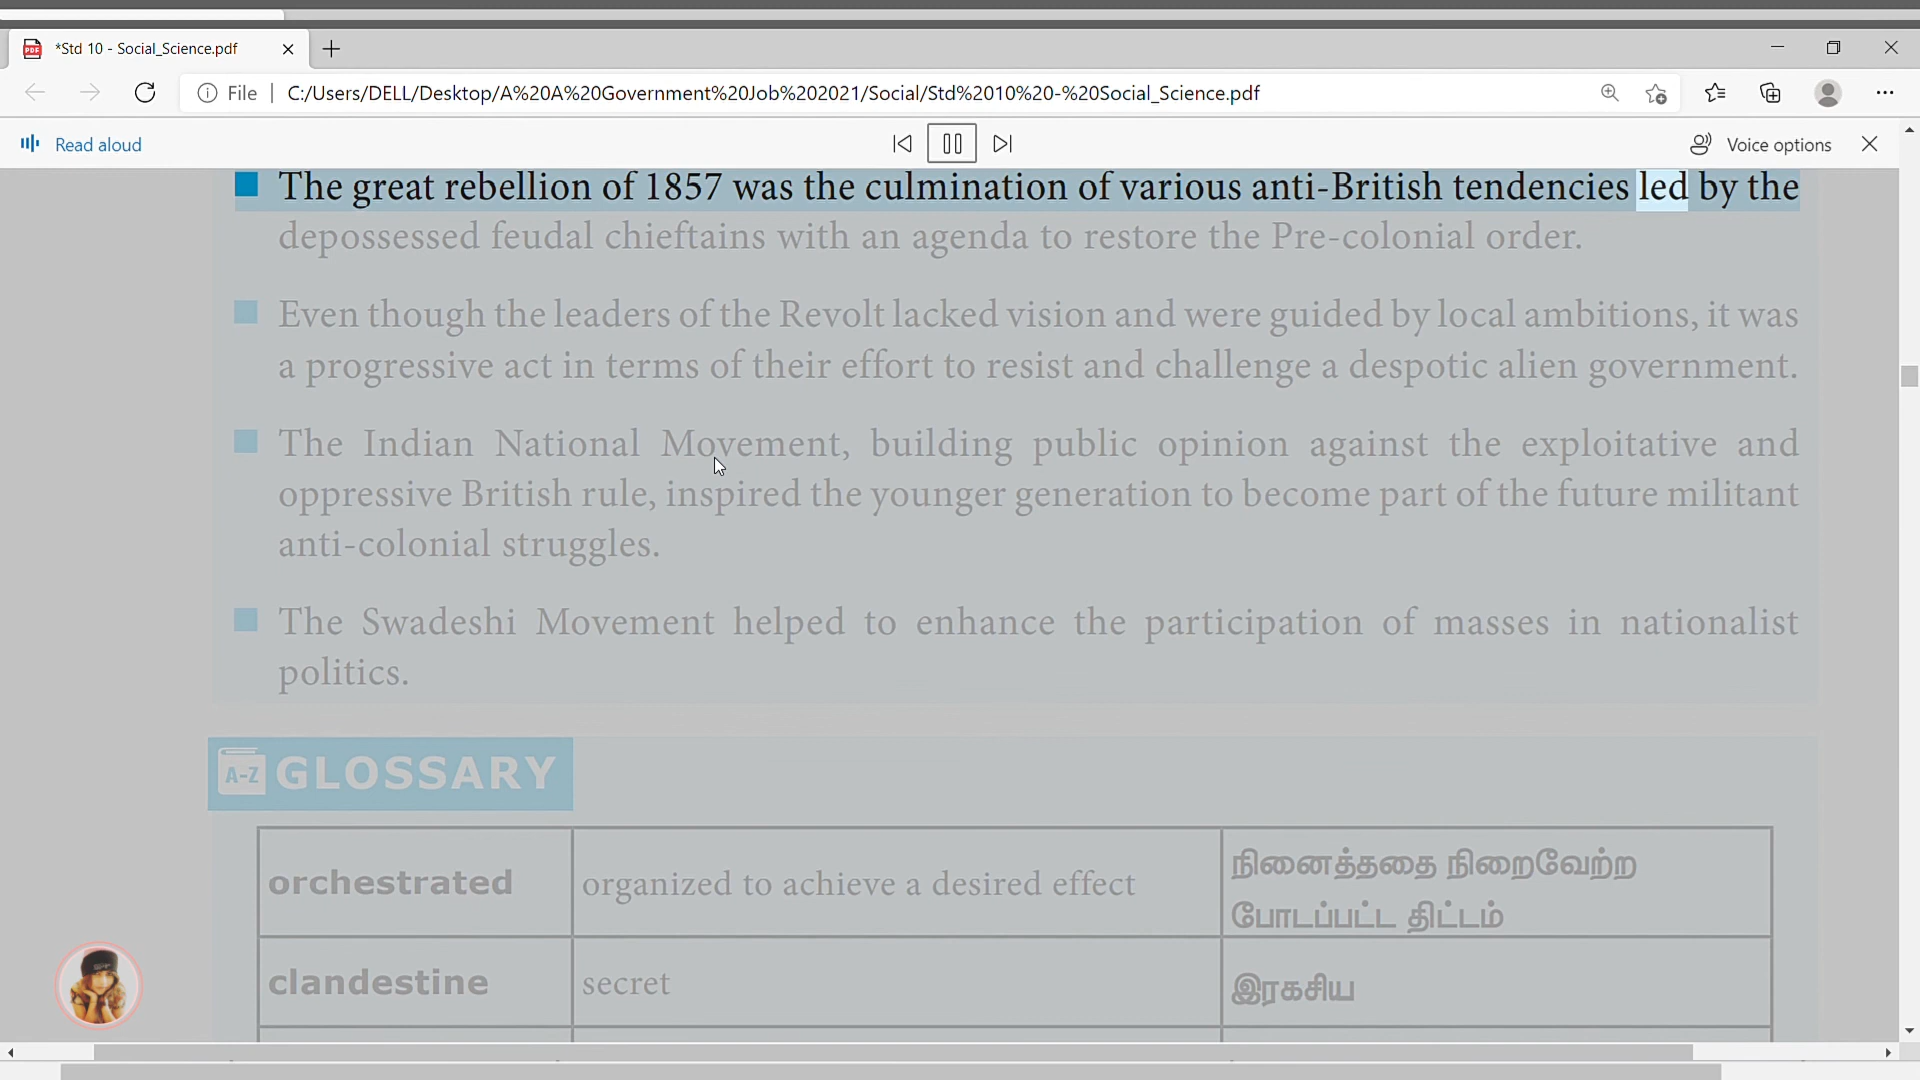 *Std 10 - Social_Science.pdf
File | C:/Users/DELL/Desktop/A%20A%20Government%20Job%202021/Social/Std%2010%20-%20Social_Science.pdf
Read aloud
Voice options
The great rebellion of 1857 was the culmination of various anti-British tendencies led by the
depossessed feudal chieftains with an agenda to restore the Pre-colonial order.
Even though the leaders of the Revolt lacked vision and were guided by local ambitions, it was
a progressive act in terms of their effort to resist and challenge a despotic alien government.
The Indian National Movement, building public opinion against the exploitative and
oppressive British rule, inspired the younger generation to become part of the future militant
anti-colonial struggles.
The Swadeshi Movement helped to enhance the participation of masses in nationalist
politics.
A-Z GLOSSARY
orchestrated organized to achieve a desired effect நினைத்ததை நிறைவேற்ற
போடப்பட்ட திட்டம்
clandestine secret இரகசிய